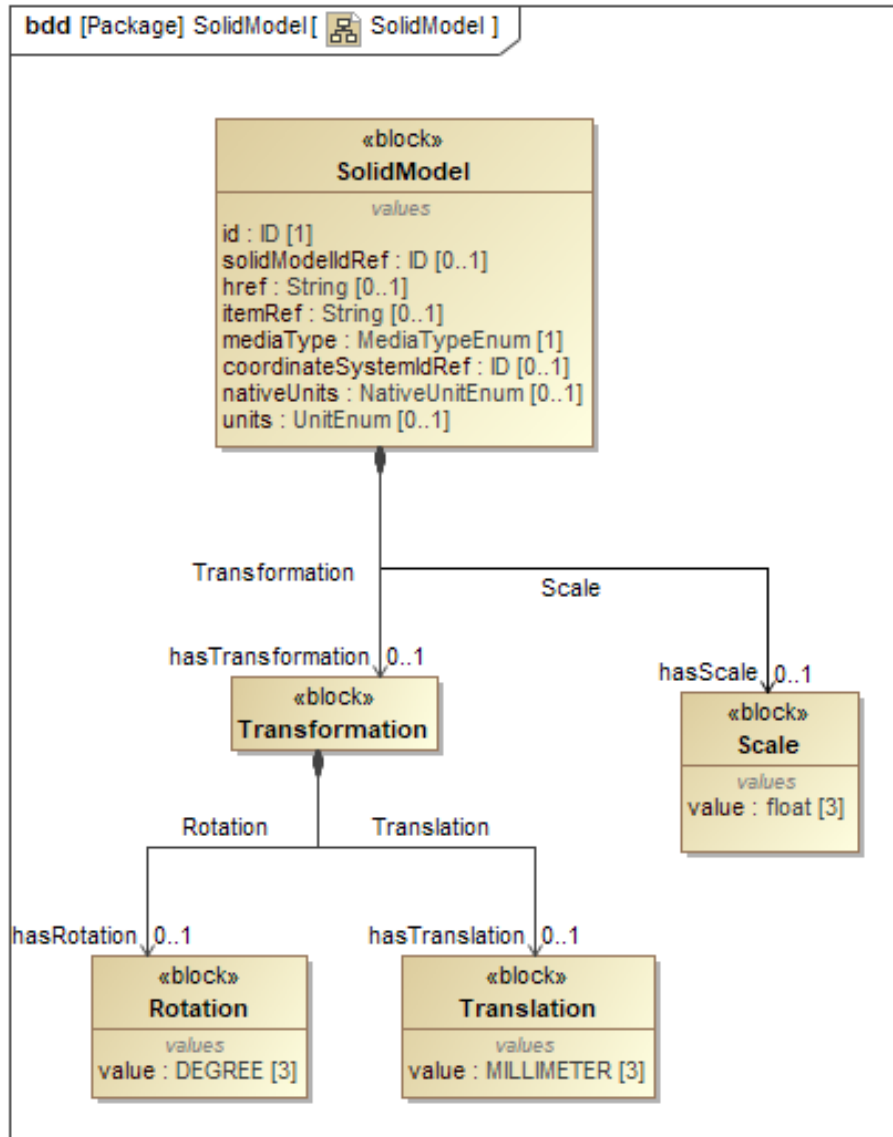 bdd [Package] SolidModel[ SolidModel ]
«block»
SolidModel
values
id : ID [1]
solidModelIdRef : ID [0..1]
href : String [0..1]
itemRef : String [0..1]
mediaType : MediaTypeEnum [1]
coordinateSystemIdRef : ID [0..1]
nativeUnits : NativeUnitEnum [0..1]
units : UnitEnum [0..1]
Transformation
Scale
hasTransformation 0..1
hasScale 0..1
«block»
Transformation
«block»
Scale
values
value : float [3]
Rotation
Translation
hasRotation 0..1
hasTranslation 0..1
«block»
Rotation
values
value : DEGREE [3]
«block»
Translation
values
value : MILLIMETER [3]